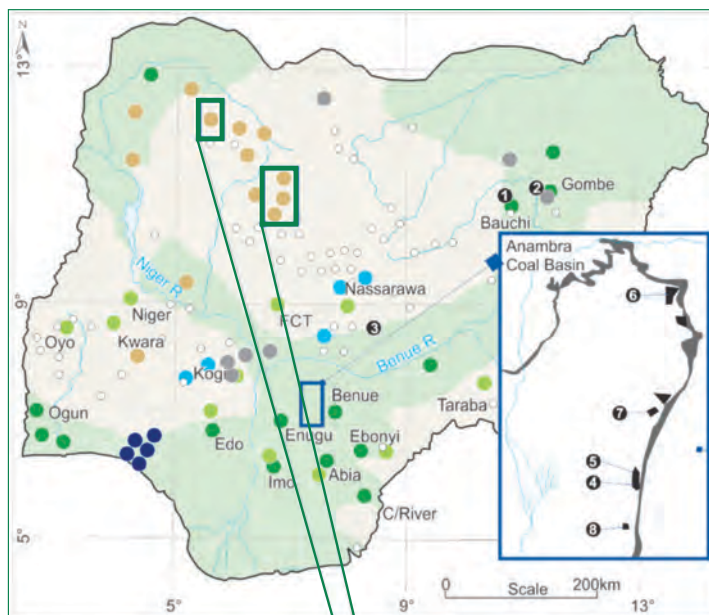 N
13°
1
2
Gombe
Bauchi
Anambra
Coal Basin
6
Niger R
Nassarawa
9°
Niger
FCT
3
Oyo
Kwara
Benue R
Kogi
7
Benue
Taraba
Ogun
Enugu
Edo
Ebonyi
5
4
Imo
Abia
8
C/River
5°
5°
9°
0
Scale
200km
13°